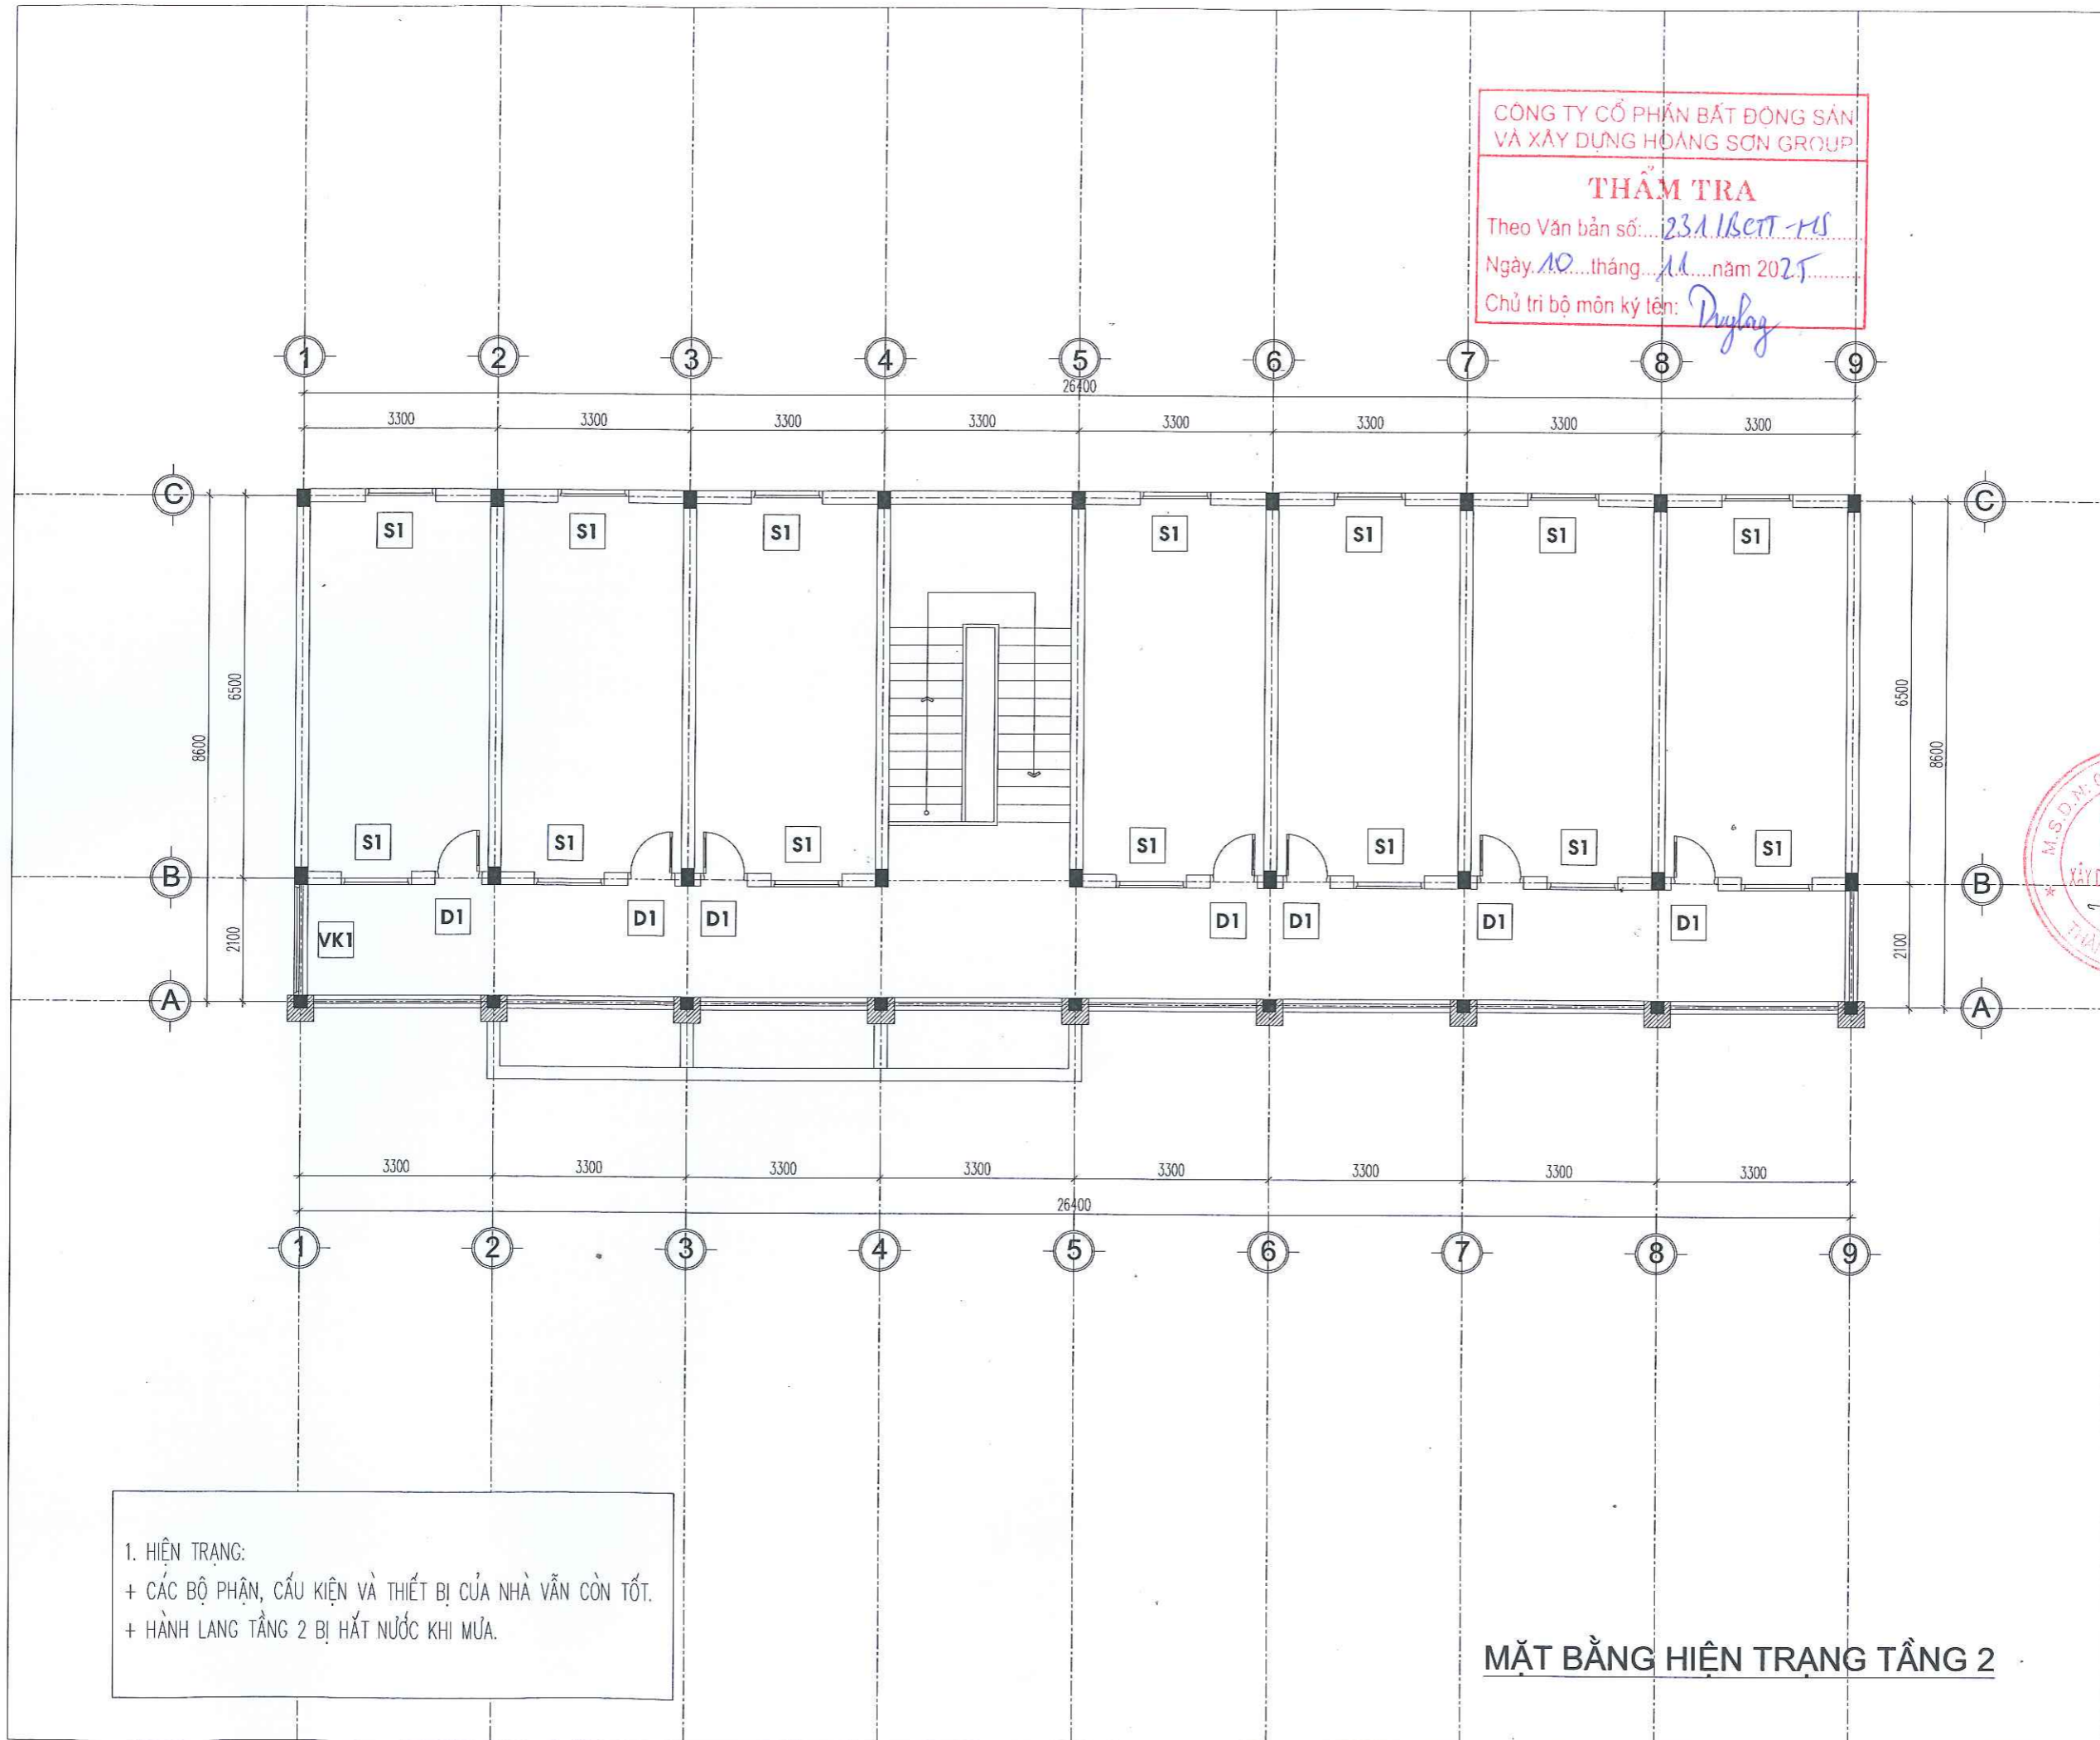 CÔNG TY CỔ PHẦN BẤT ĐỘNG SẢN
VÀ XÂY DỰNG HOÀNG SƠN GROUP
THẨM TRA
Theo Văn bản số: 231/BCTT-HS
Ngày 10 tháng 11 năm 2025
Chủ trì bộ môn ký tên:
1 2 3 4 5 6 7 8 9
26400
3300 3300 3300 3300 3300 3300 3300 3300
C C
S1 S1 S1 S1 S1 S1 S1
6500 6500
8600 8600
M.S.D.N:
S1 S1 S1 S1 S1 S1 S1
B B
D1 D1 D1 D1 D1 D1 D1
VK1
2100 2100
A A
3300 3300 3300 3300 3300 3300 3300 3300
26400
1 2 3 4 5 6 7 8 9
1. HIỆN TRẠNG:
+ CÁC BỘ PHẬN, CẤU KIỆN VÀ THIẾT BỊ CỦA NHÀ VẪN CÒN TỐT.
+ HÀNH LANG TẦNG 2 BỊ HẮT NƯỚC KHI MƯA.
MẶT BẰNG HIỆN TRẠNG TẦNG 2